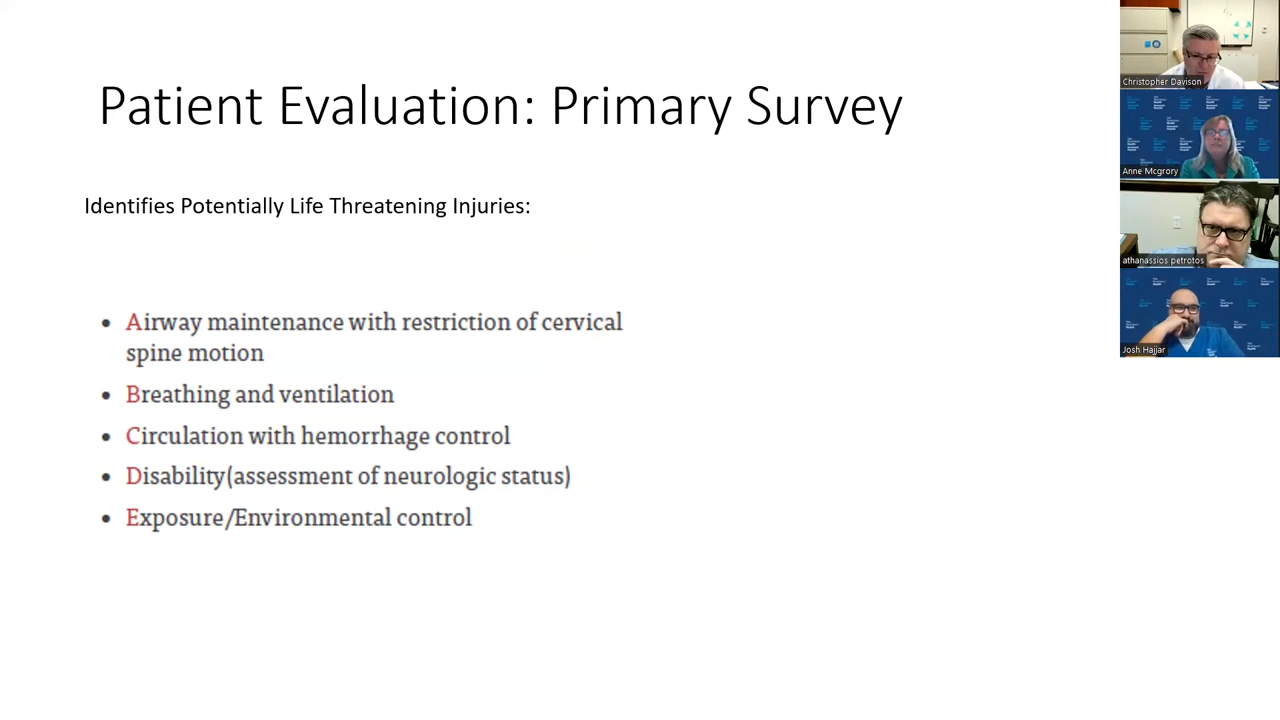 Patient Evaluation: Primary Survey
Identifies Potentially Life Threatening Injuries:
• Airway maintenance with restriction of cervical
spine motion
• Breathing and ventilation
• Circulation with hemorrhage control
• Disability(assessment of neurologic status)
• Exposure/Environmental control
Christopher Davison
Anne Mcgrory
athanassios petrotos
Josh Hajjar